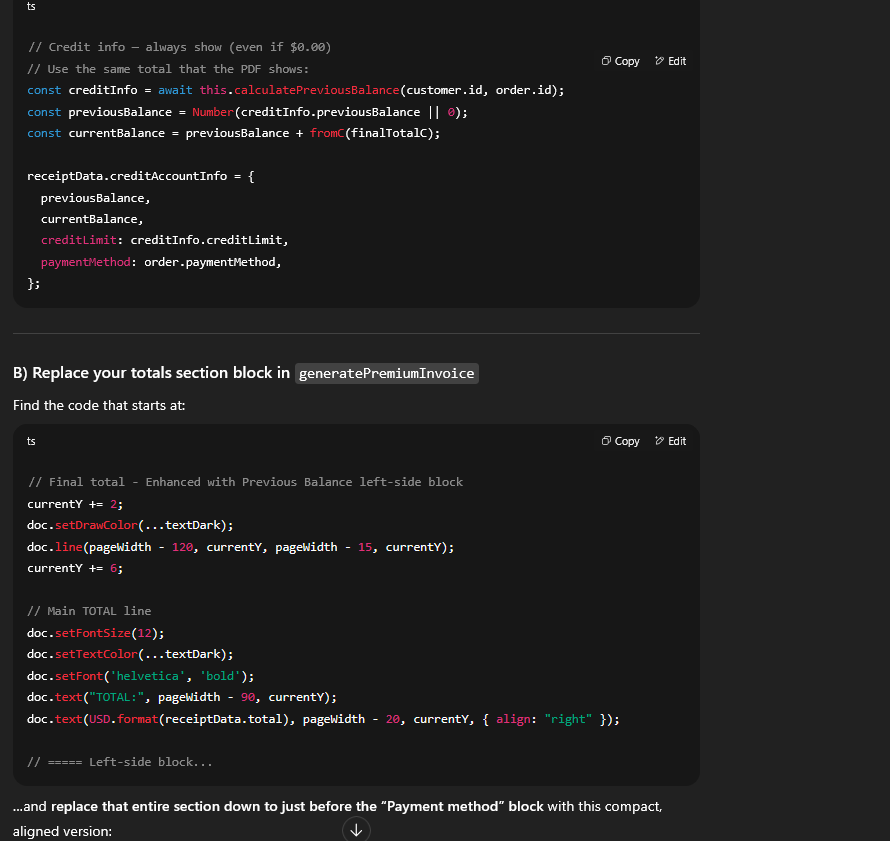 ts
// Credit info — always show (even if $0.00)
Copy Edit
// Use the same total that the PDF shows:
const creditInfo = await this.calculatePreviousBalance(customer.id, order.id);
const previousBalance = Number(creditInfo.previousBalance || 0);
const currentBalance = previousBalance + fromC(finalTotalC);
receiptData.creditAccountInfo = {
previousBalance,
currentBalance,
creditLimit: creditInfo.creditLimit,
paymentMethod: order.paymentMethod,
};
B) Replace your totals section block in generatePremiumInvoice
Find the code that starts at:
ts Copy Edit
// Final total - Enhanced with Previous Balance left-side block
currentY += 2;
doc.setDrawColor(...textDark);
doc.line(pageWidth - 120, currentY, pageWidth - 15, currentY);
currentY += 6;
// Main TOTAL line
doc.setFontSize(12);
doc.setTextColor(...textDark);
doc.setFont('helvetica', 'bold');
doc.text("TOTAL:", pageWidth - 90, currentY);
doc.text(USD.format(receiptData.total), pageWidth - 20, currentY, { align: "right" });
// ===== Left-side block...
...and replace that entire section down to just before the “Payment method” block with this compact,
aligned version: